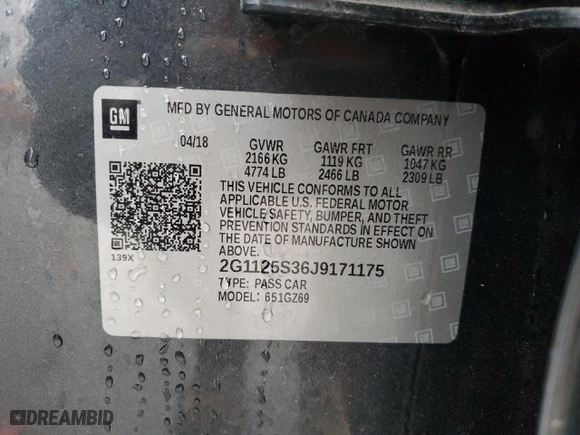 GM
MFD BY GENERAL MOTORS OF CANADA COMPANY
04/18 GVWR GAWR FRT GAWR RR
2166 KG 1119 KG 1047 KG
4774 LB 2466 LB 2309 LB
THIS VEHICLE CONFORMS TO ALL
APPLICABLE U.S. FEDERAL MOTOR
VEHICLE SAFETY, BUMPER, AND THEFT
PREVENTION STANDARDS IN EFFECT ON
THE DATE OF MANUFACTURE SHOWN
ABOVE.
139X
2G1125S36J9171175
TYPE: PASS CAR
MODEL: 651GZ69
DREAMBID